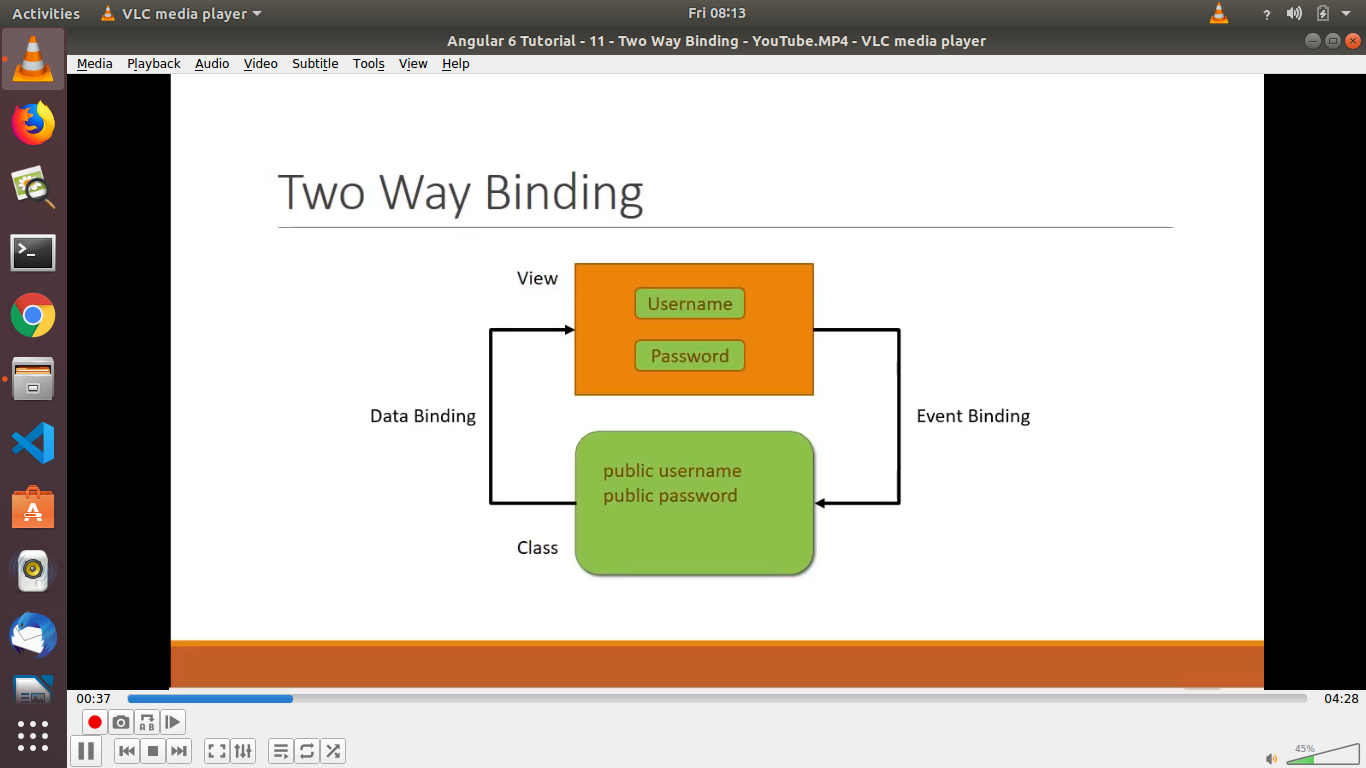 Activities
VLC media player
Fri 08:13
?
Angular 6 Tutorial - 11 - Two Way Binding - YouTube.MP4 - VLC media player
Media Playback Audio Video Subtitle Tools View Help
Two Way Binding
View
Username
Password
Data Binding
Event Binding
public username
public password
Class
00:37
04:28
A B
45%